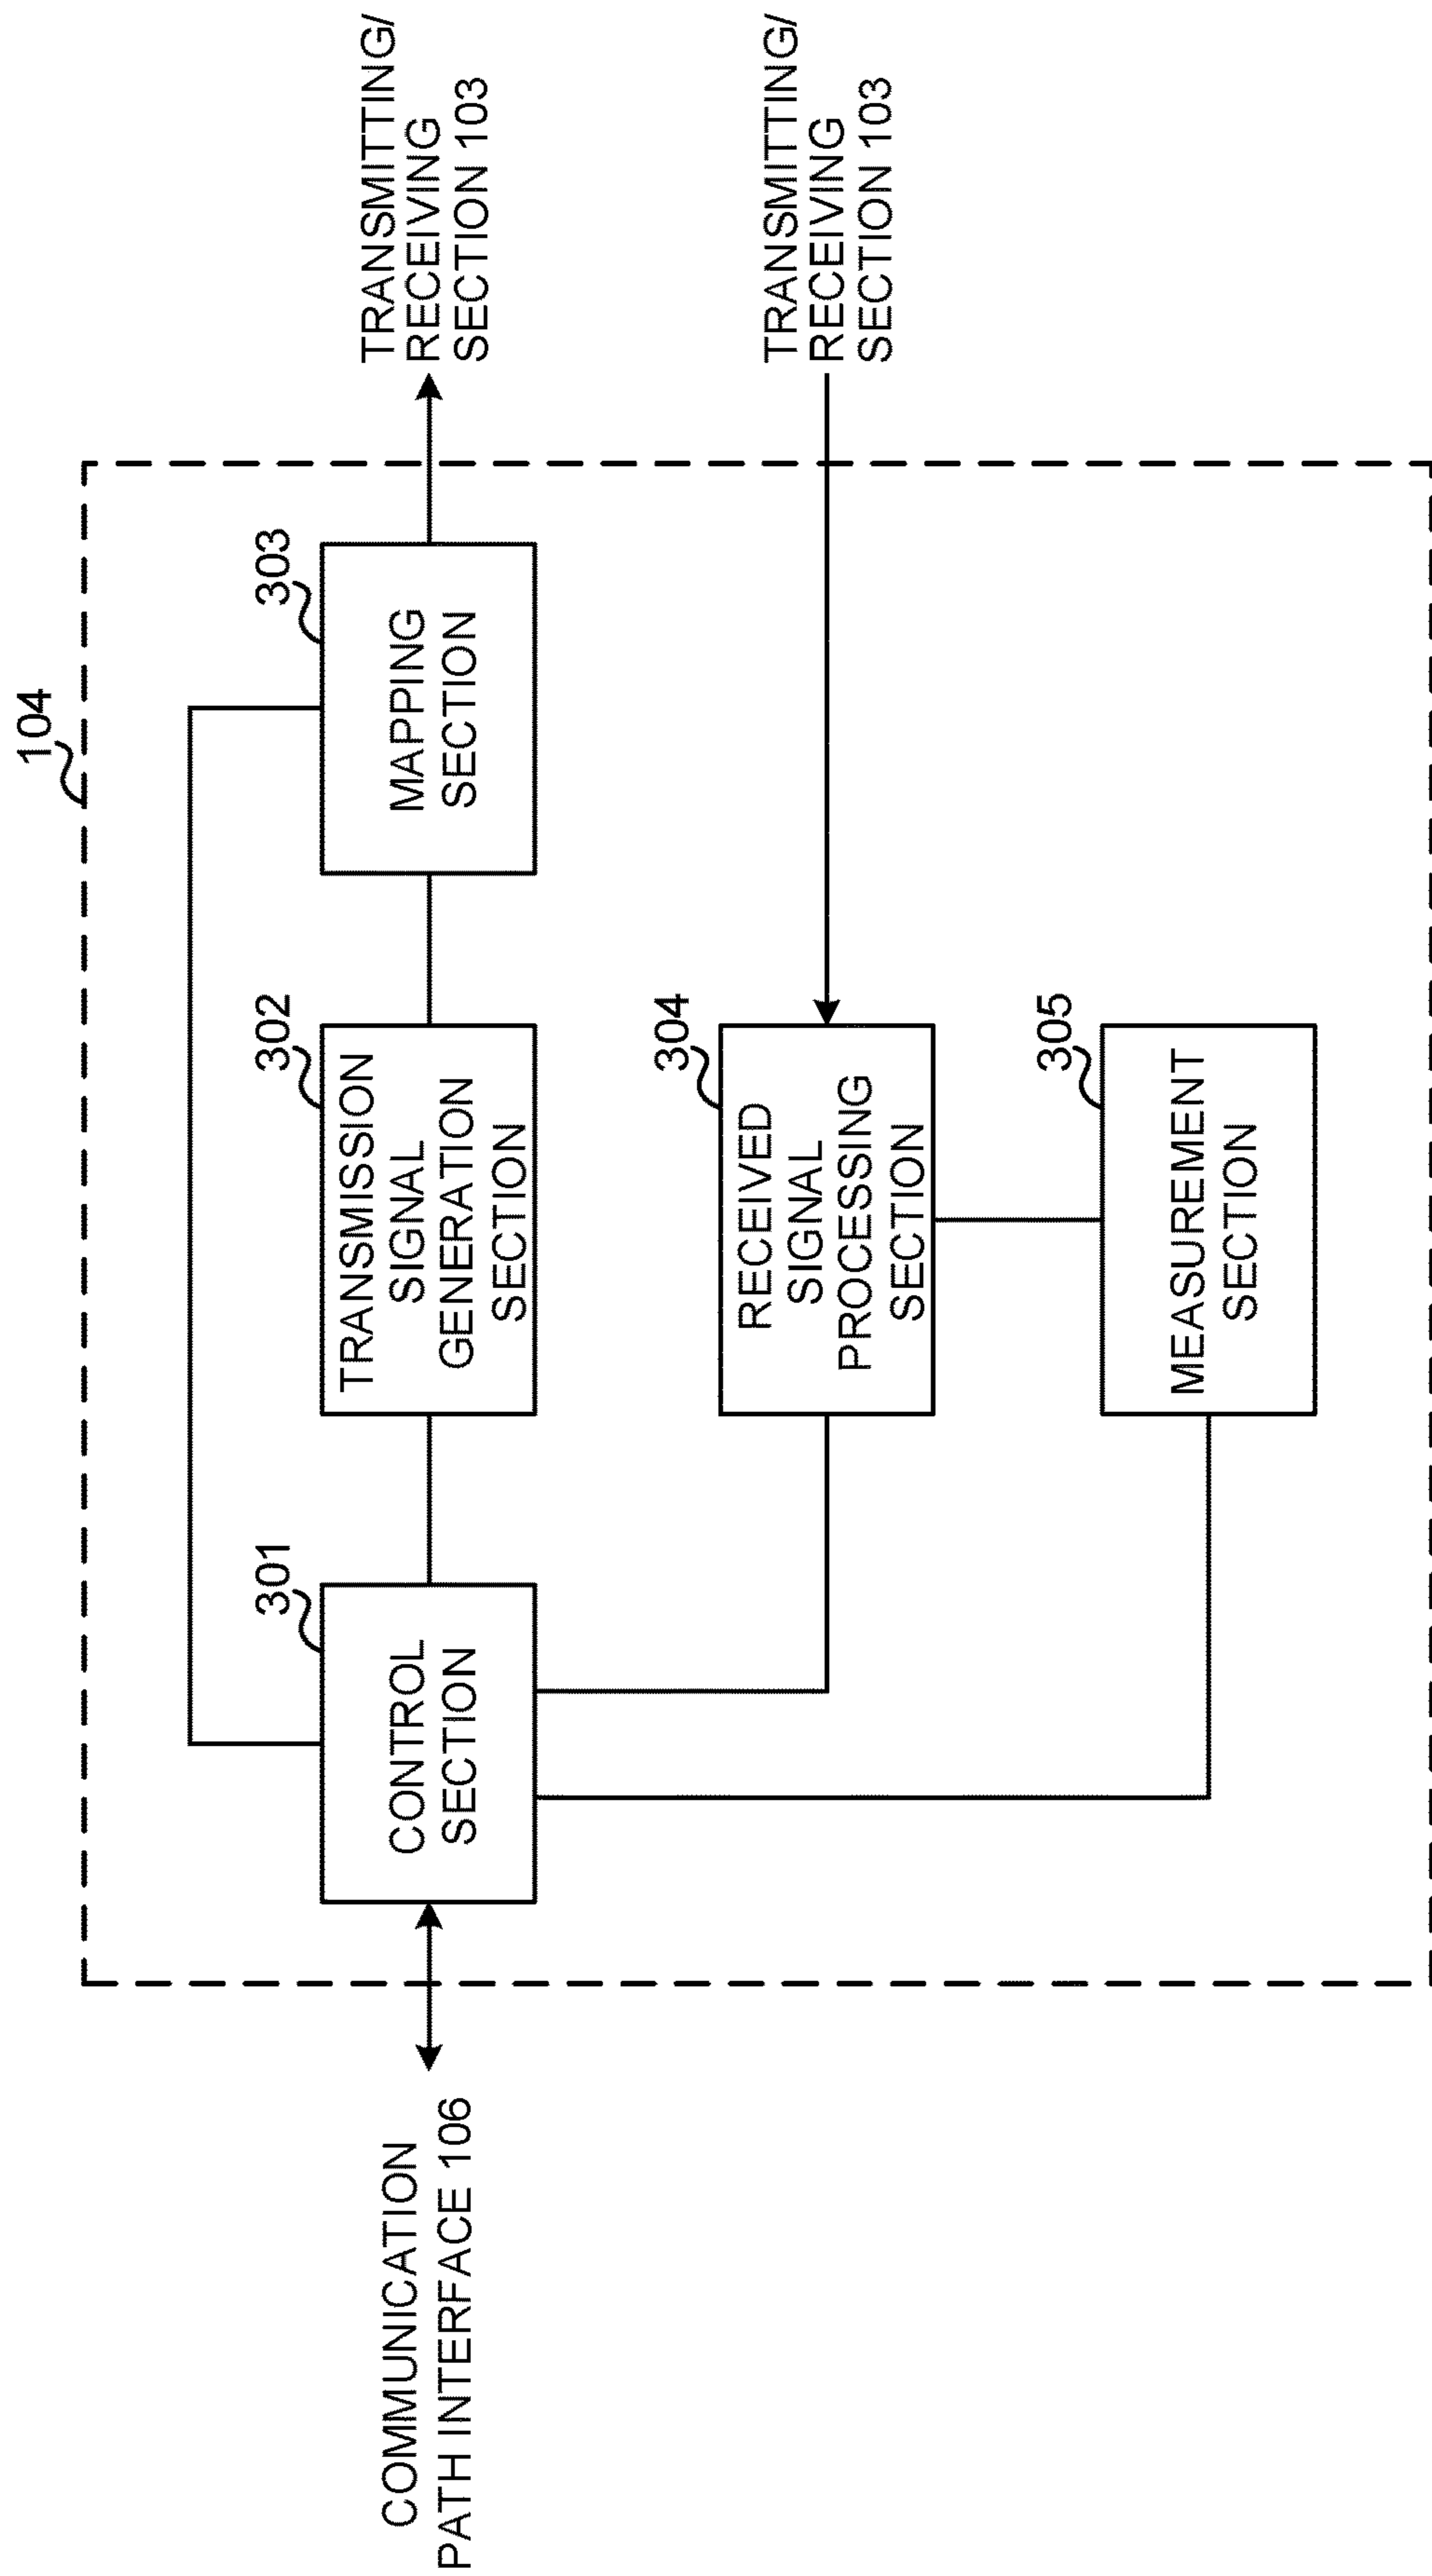 104
COMMUNICATION
PATH INTERFACE 106
301
CONTROL
SECTION
302
TRANSMISSION
SIGNAL
GENERATION
SECTION
303
MAPPING
SECTION
TRANSMITTING/
RECEIVING
SECTION 103
304
RECEIVED
SIGNAL
PROCESSING
SECTION
TRANSMITTING/
RECEIVING
SECTION 103
305
MEASUREMENT
SECTION